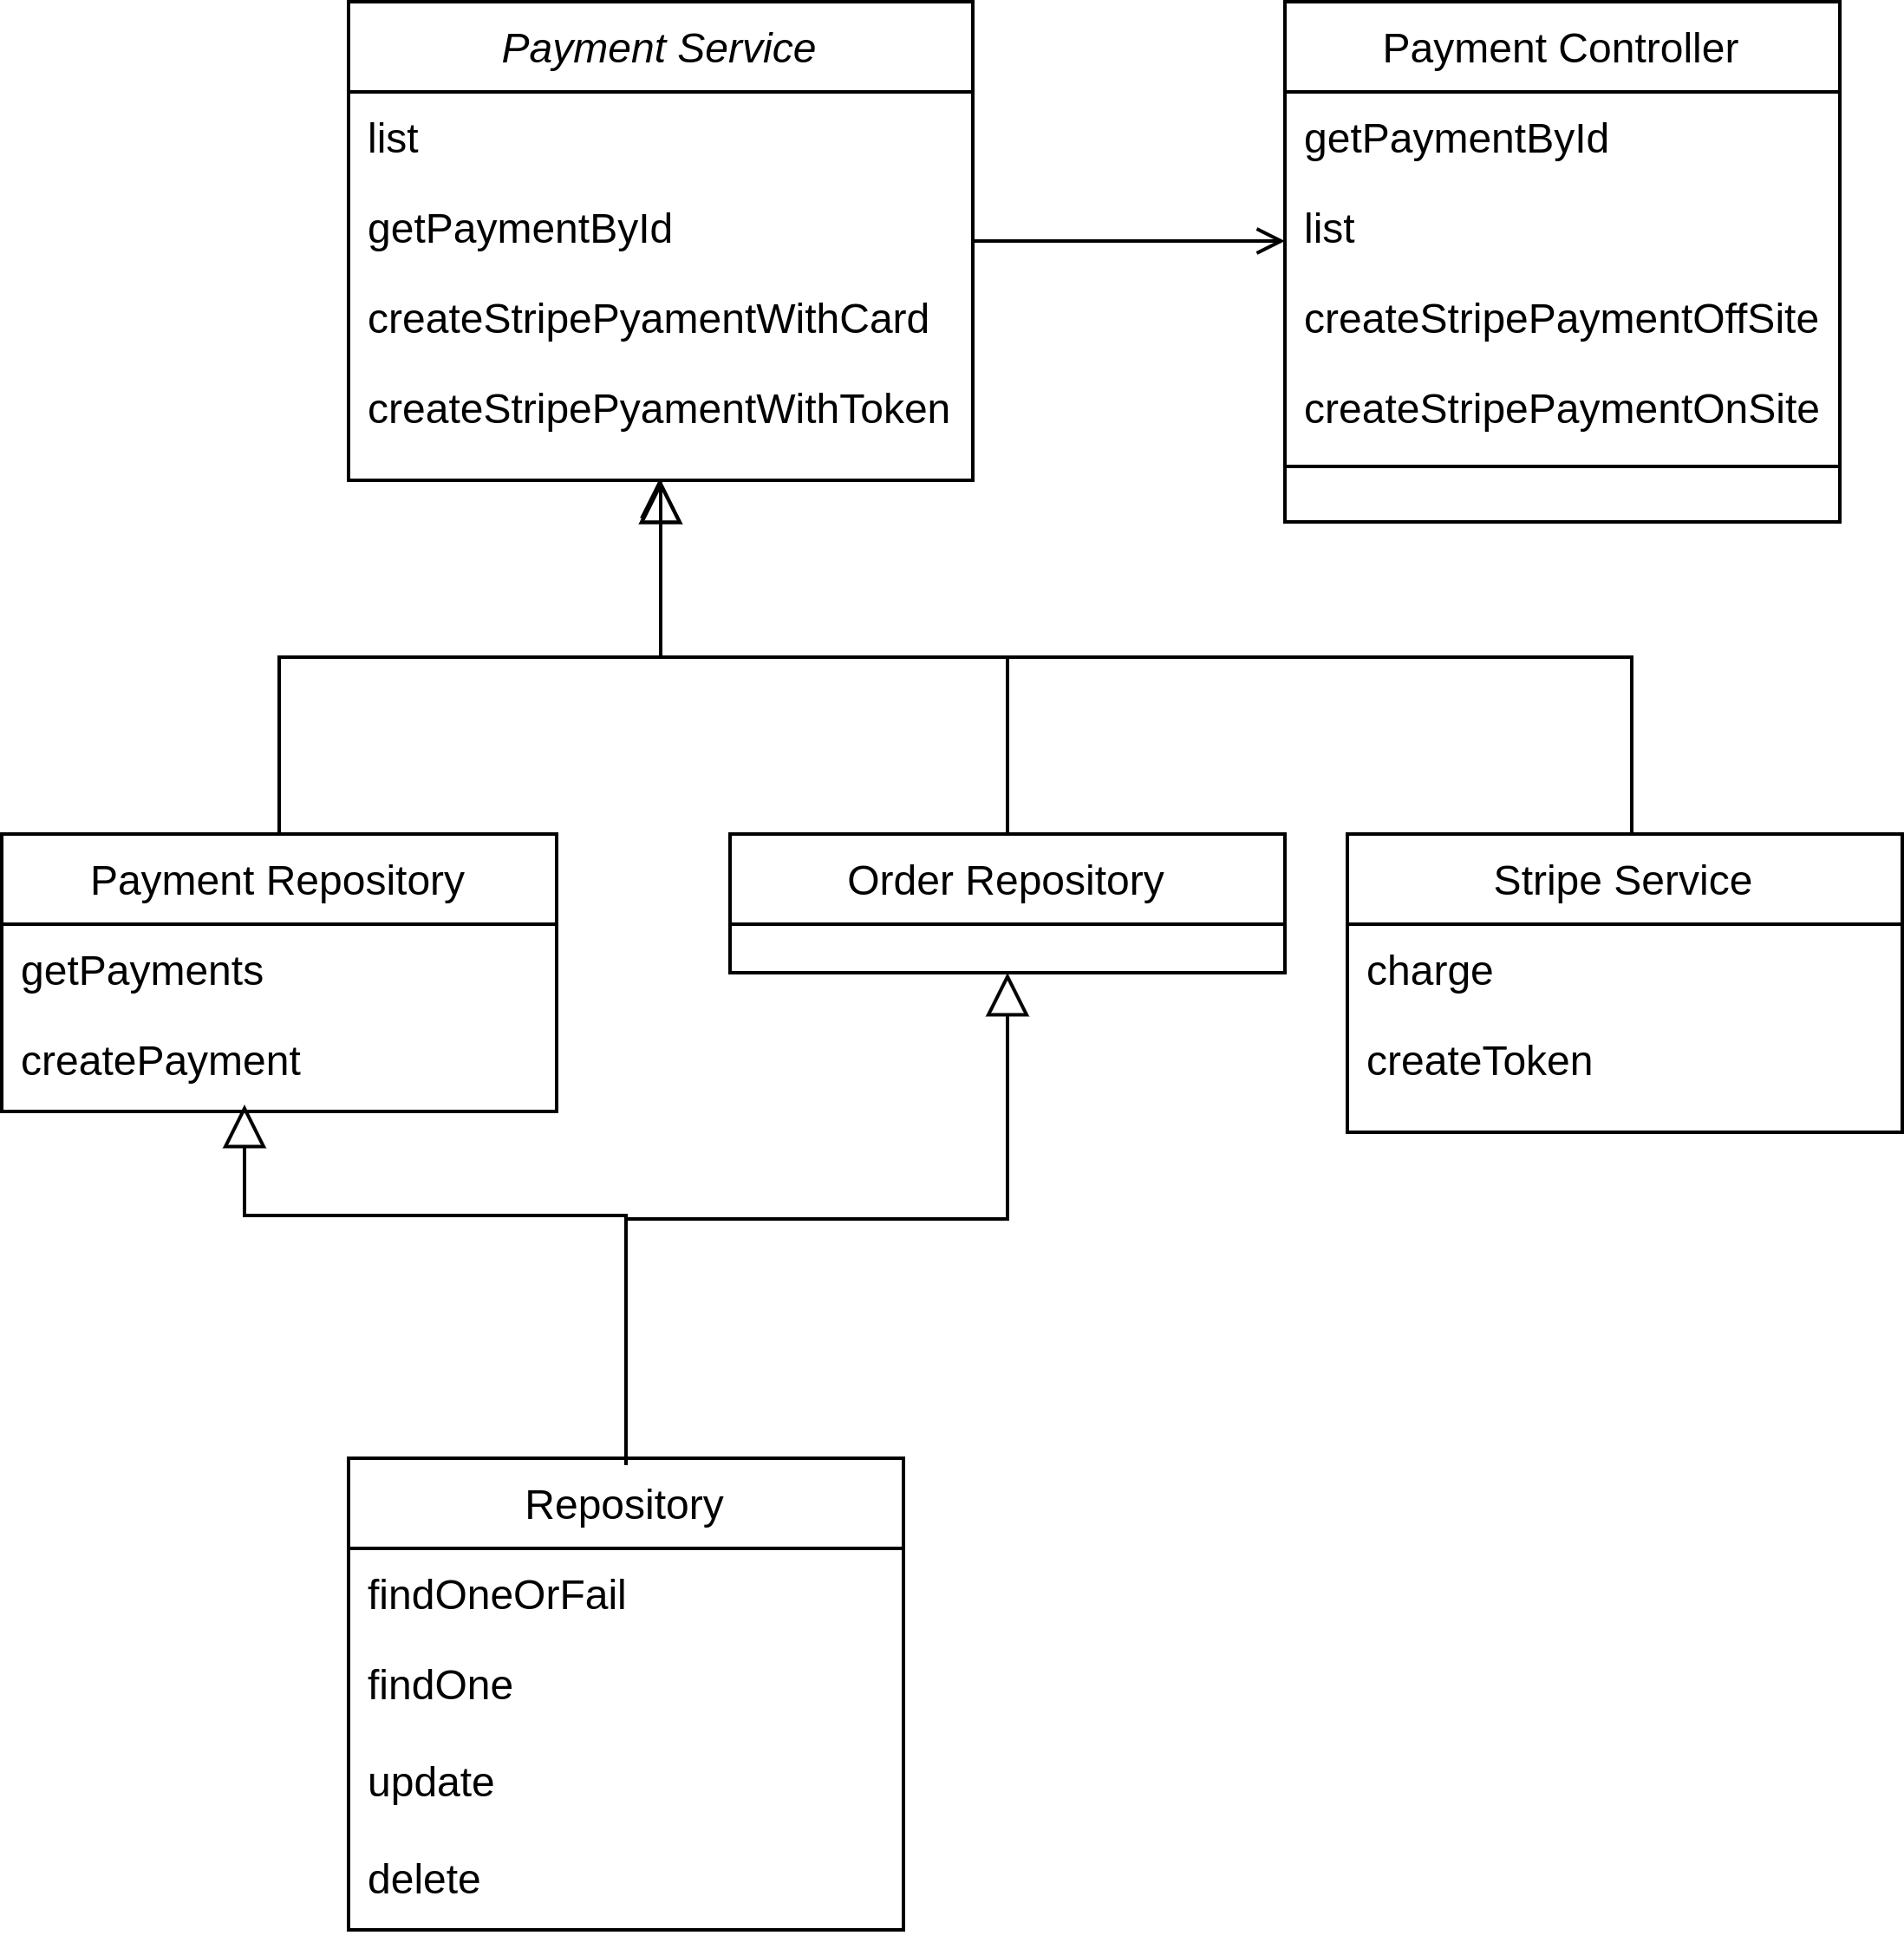 Payment Service
list
getPaymentById
createStripePyamentWithCard
createStripePyamentWithToken
Payment Controller
getPaymentById
list
createStripePaymentOffSite
createStripePaymentOnSite
Payment Repository
getPayments
createPayment
Order Repository
Stripe Service
charge
createToken
Repository
findOneOrFail
findOne
update
delete